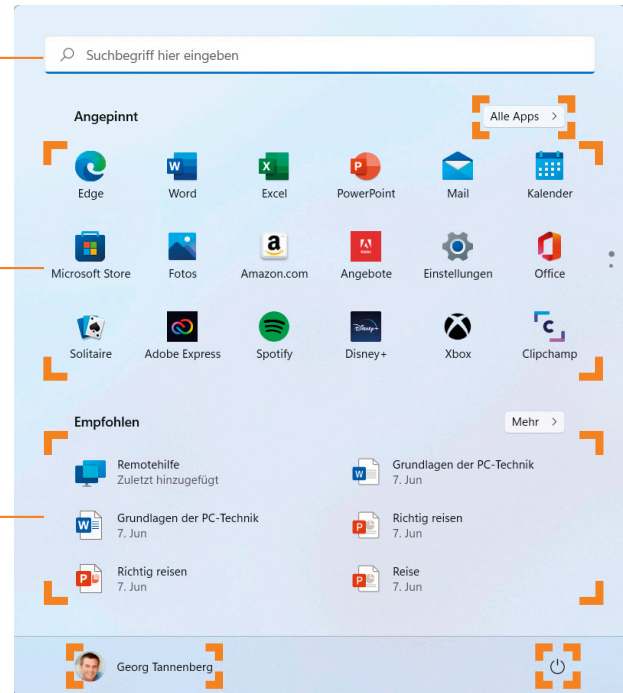 Suchbegriff hier eingeben
Angepinnt
Alle Apps
Edge
Word
Excel
PowerPoint
Mail
Kalender
Microsoft Store
Fotos
Amazon.com
Angebote
Einstellungen
Office
Solitaire
Adobe Express
Spotify
Disney+
Xbox
Clipchamp
Empfohlen
Mehr
Remotehilfe
Zuletzt hinzugefügt
Grundlagen der PC-Technik
7. Jun
Grundlagen der PC-Technik
7. Jun
Richtig reisen
7. Jun
Richtig reisen
7. Jun
Reise
7. Jun
Georg Tannenberg